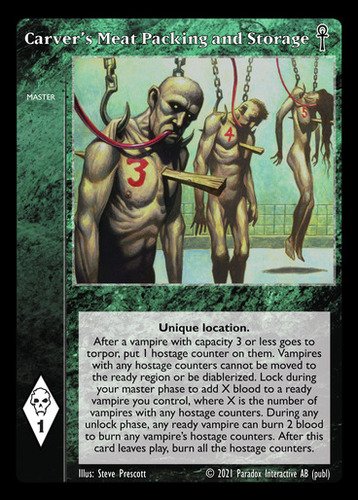 Carver's Meat Packing and Storage
MASTER
3
4
5
Unique location.
After a vampire with capacity 3 or less goes to
torpor, put 1 hostage counter on them. Vampires
with any hostage counters cannot be moved to
the ready region or be diablerized. Lock during
your master phase to add X blood to a ready
vampire you control, where X is the number of
vampires with any hostage counters. During any
unlock phase, any ready vampire can burn 2 blood
to burn any vampire's hostage counters. After this
card leaves play, burn all the hostage counters.
1
Illus: Steve Prescott © 2021 Paradox Interactive AB (publ)